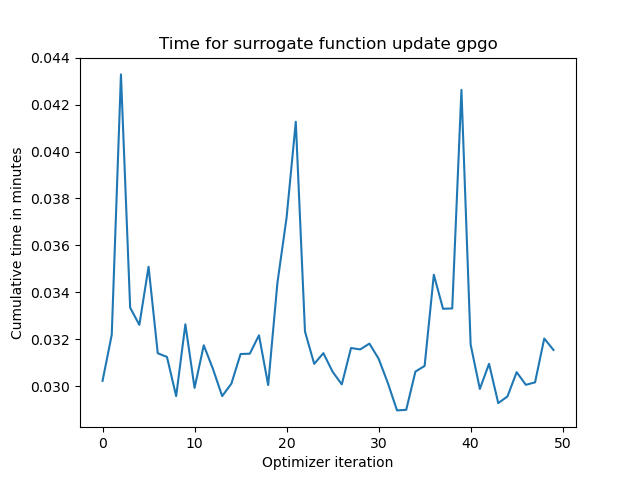 Time for surrogate function update gpgo
0.044
0.042
0.040
0.038
0.036
0.034
0.032
0.030
Cumulative time in minutes
0 10 20 30 40 50
Optimizer iteration